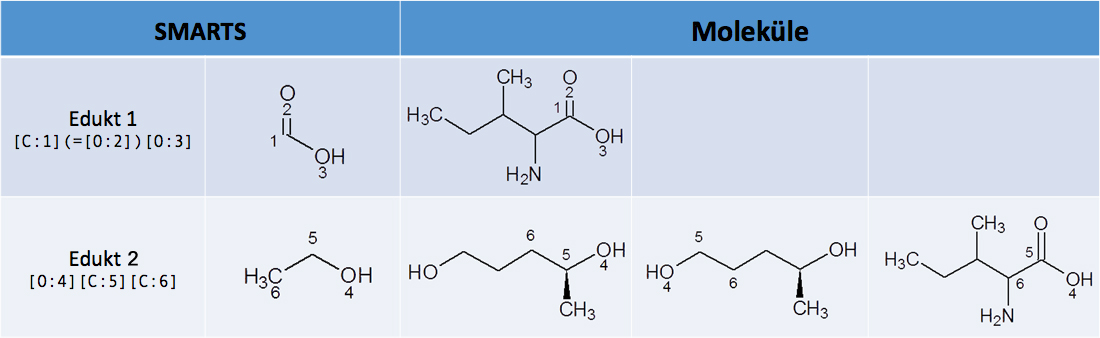 SMARTS
Moleküle
Edukt 1
[C:1](=[O:2])[O:3]
O
2
1
OH
3
CH3
O
2
1
H3C
OH
3
H2N
Edukt 2
[O:4][C:5][C:6]
5
H3C
6
OH
4
6
5
OH
4
HO
CH3
5
OH
HO
4
6
CH3
CH3
O
H3C
5
6
OH
4
H2N